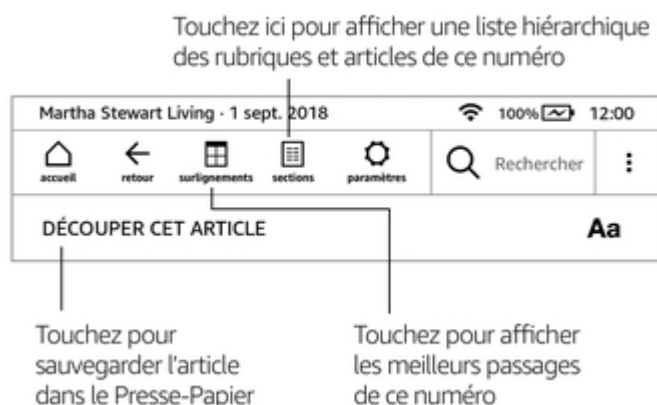 Touchez ici pour afficher une liste hiérarchique
des rubriques et articles de ce numéro
Martha Stewart Living · 1 sept. 2018 100% 12:00
accueil retour surlignements sections paramètres Rechercher
DÉCOUPER CET ARTICLE Aa
Touchez pour
sauvegarder l'article
dans le Presse-Papier
Touchez pour afficher
les meilleurs passages
de ce numéro